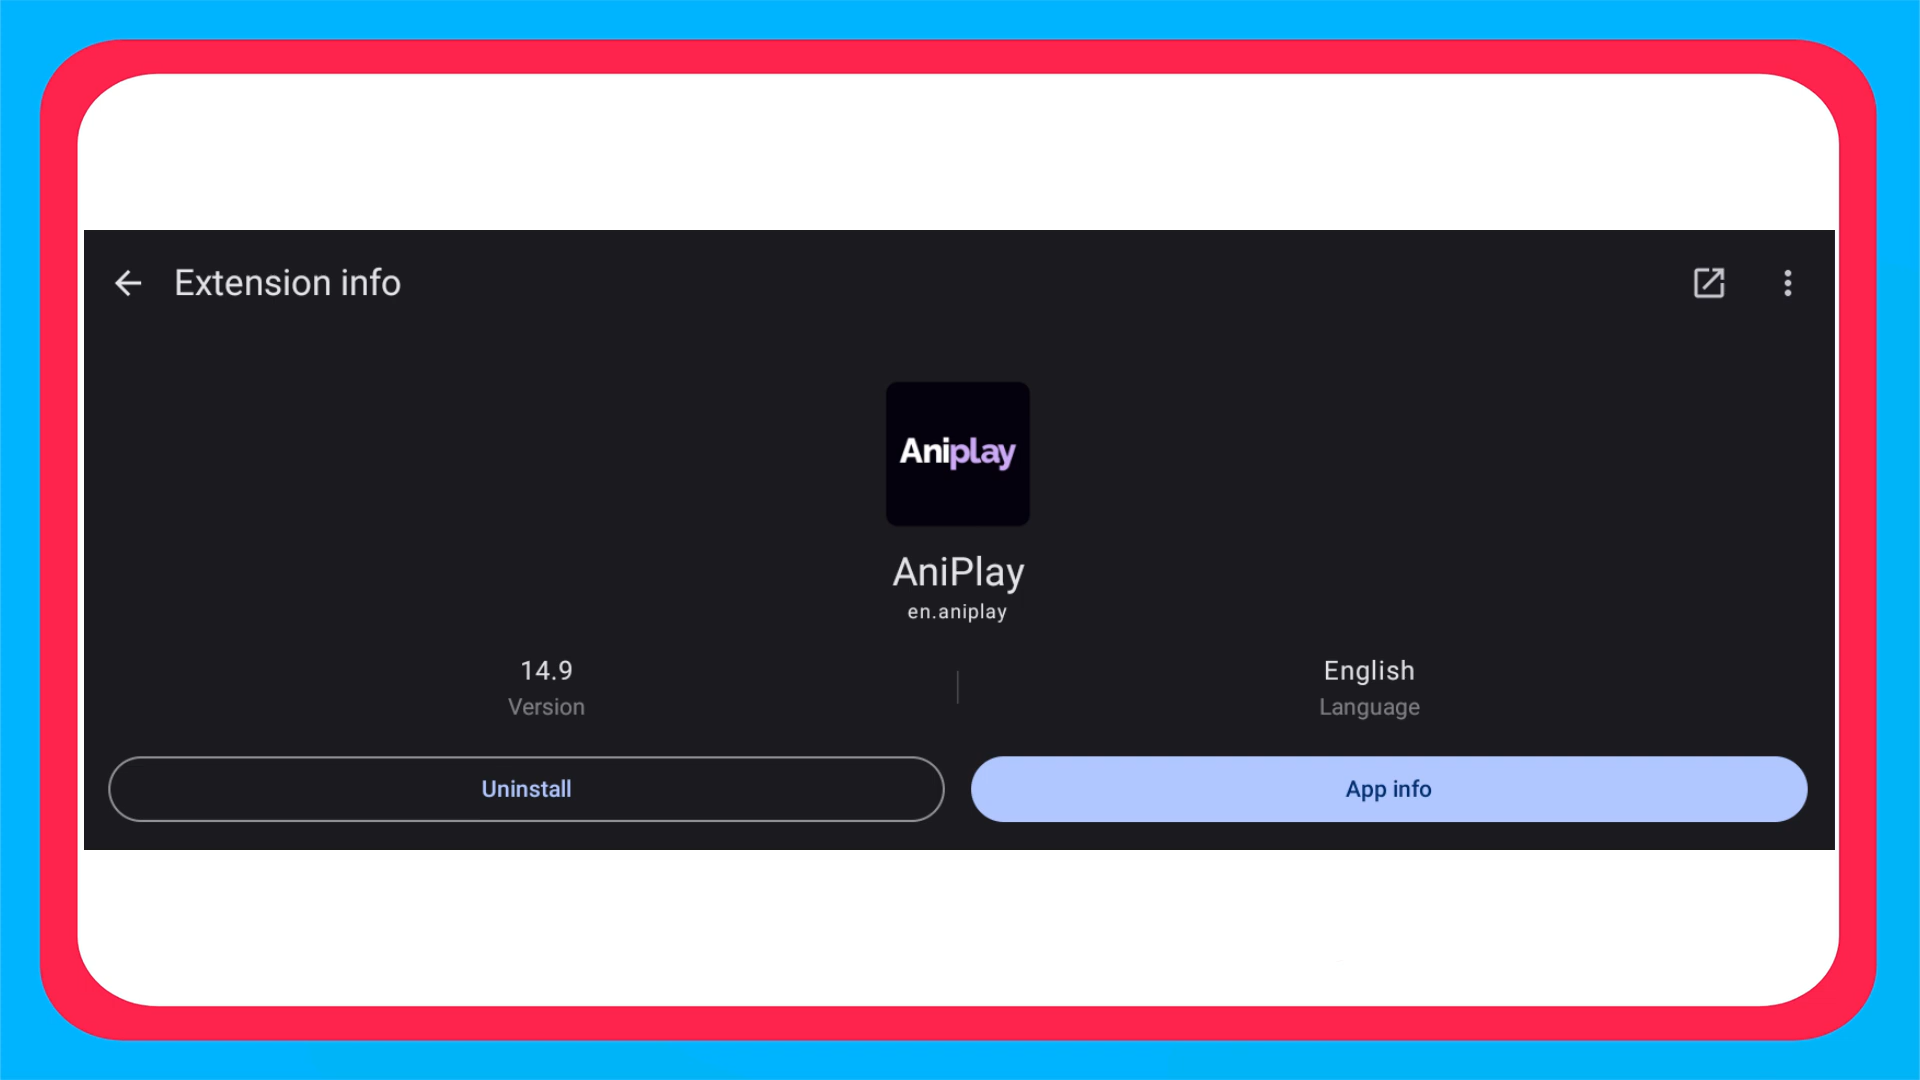 Extension info
Aniplay
AniPlay
en.aniplay
14.9
Version
English
Language
Uninstall
App info